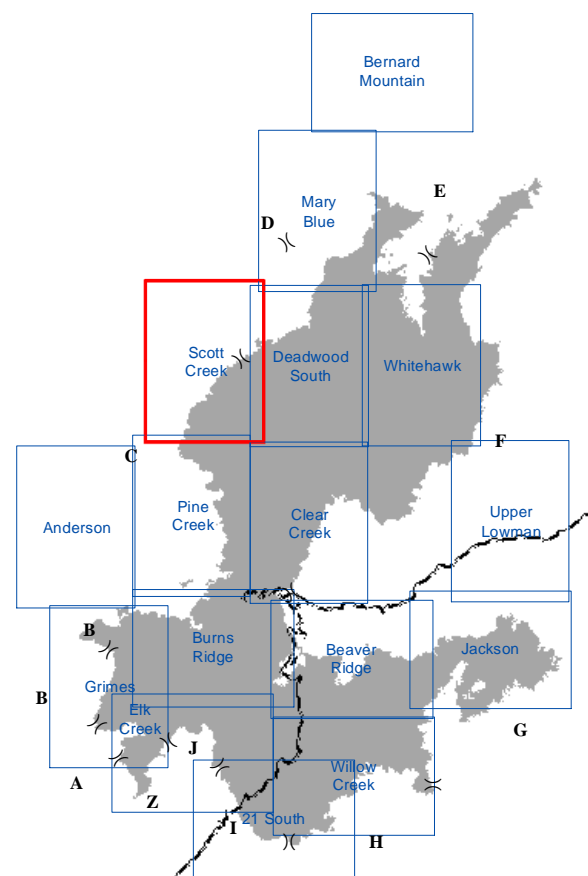 Bernard
Mountain
E
Mary
Blue
D
Scott
Creek
Deadwood
South
Whitehawk
F
C
Pine
Creek
Anderson
Clear
Creek
Upper
Lowman
B
Burns
Ridge
Beaver
Ridge
Jackson
B
Grimes
Elk
Creek
G
J
A
Z
Willow
Creek
I
21 South
H